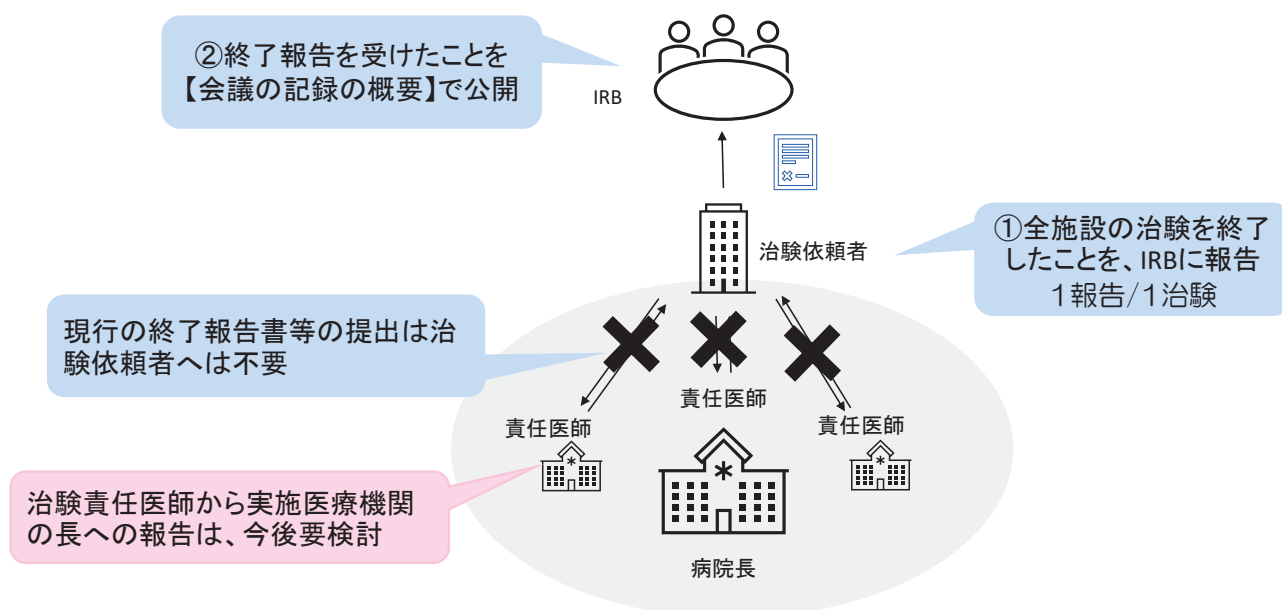 ②終了報告を受けたことを
【会議の記録の概要】で公開
IRB
治験依頼者
①全施設の治験を終了
したことを、IRBに報告
1報告/1治験
現行の終了報告書等の提出は治
験依頼者へは不要
責任医師
責任医師
責任医師
治験責任医師から実施医療機関
の長への報告は、今後要検討
病院長